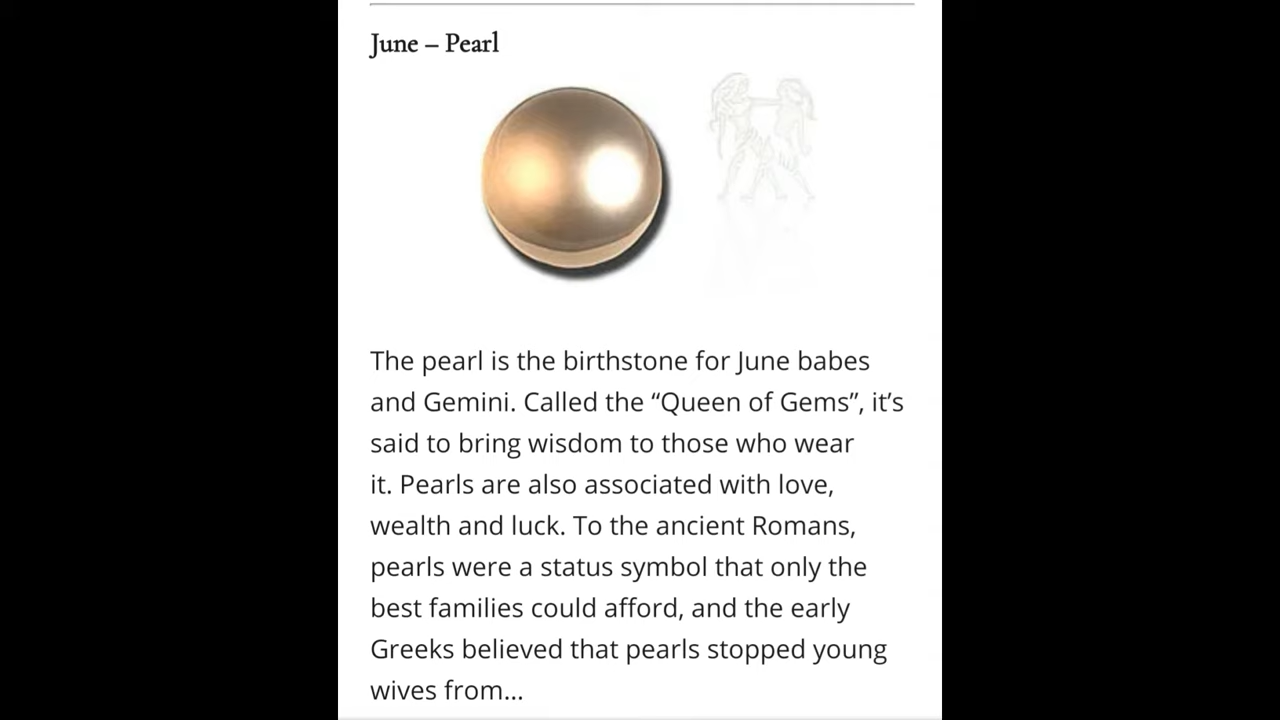 June – Pearl
The pearl is the birthstone for June babes
and Gemini. Called the “Queen of Gems”, it’s
said to bring wisdom to those who wear
it. Pearls are also associated with love,
wealth and luck. To the ancient Romans,
pearls were a status symbol that only the
best families could afford, and the early
Greeks believed that pearls stopped young
wives from...